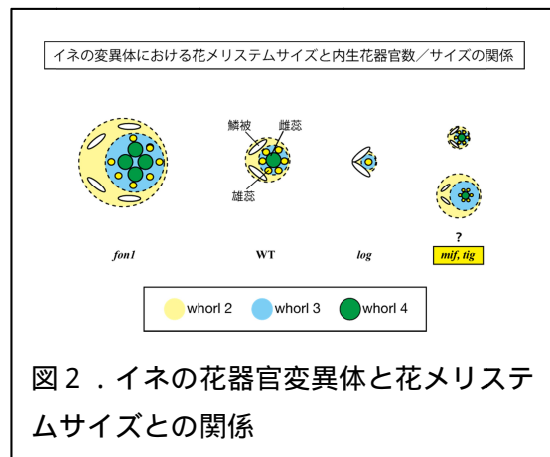 イネの変異体における花メリステムサイズと内生花器官数／サイズの関係
鱗被
雌蕊
雄蕊
?
fon1
WT
log
mif, tig
whorl 2
whorl 3
whorl 4
図２．イネの花器官変異体と花メリステ
ムサイズとの関係